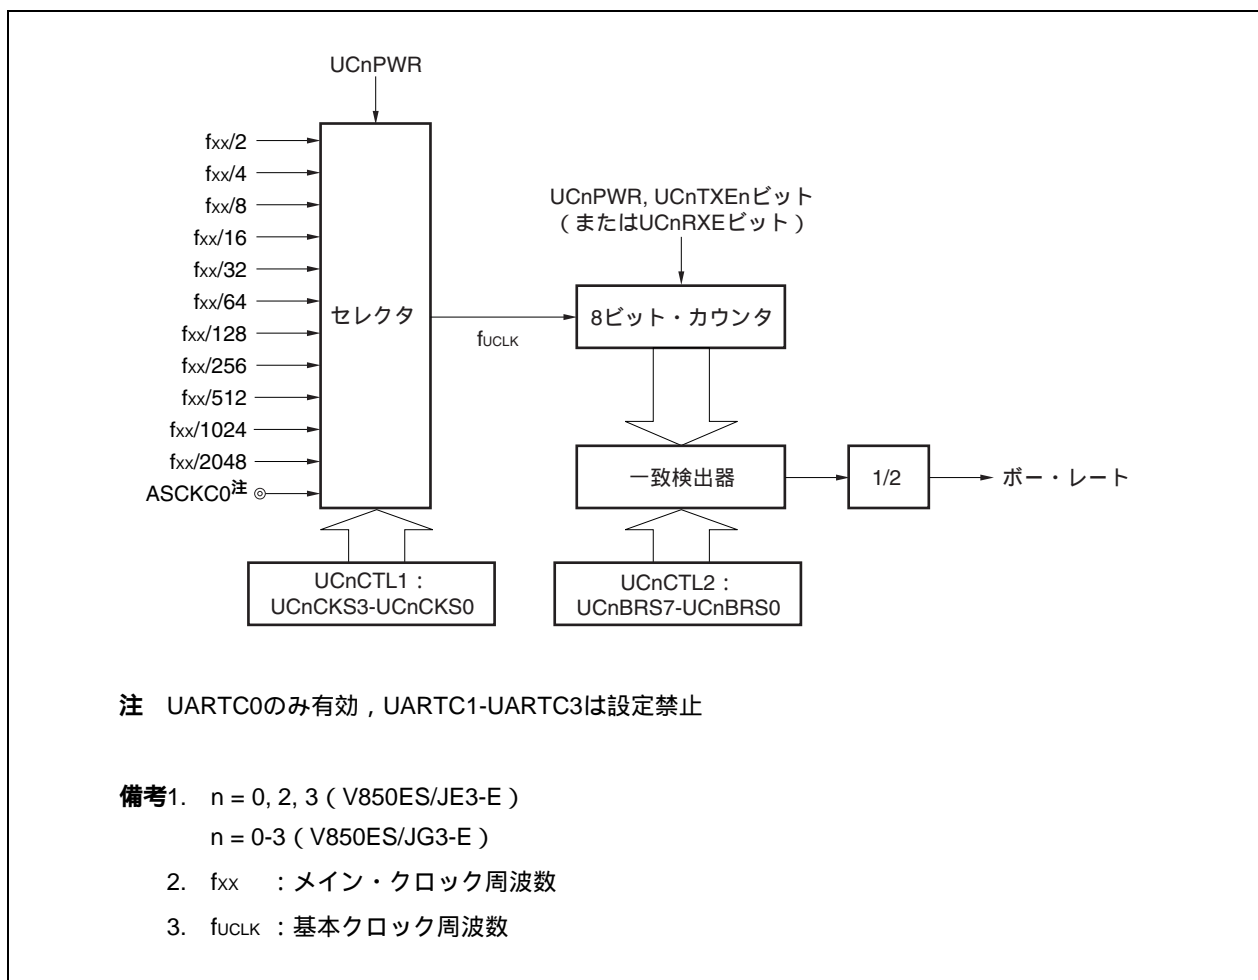 UCnPWR
fxx/2
fxx/4
fxx/8
fxx/16
fxx/32
fxx/64
fxx/128
fxx/256
fxx/512
fxx/1024
fxx/2048
ASCKC0注
セレクタ
fUCLK
UCnPWR, UCnTXEnビット
(またはUCnRXEビット)
8ビット・カウンタ
一致検出器
1/2
ボー・レート
UCnCTL1:
UCnCKS3-UCnCKS0
UCnCTL2:
UCnBRS7-UCnBRS0
注 UARTC0のみ有効,UARTC1-UARTC3は設定禁止
備考1. n = 0, 2, 3(V850ES/JE3-E)
n = 0-3(V850ES/JG3-E)
2. fxx :メイン・クロック周波数
3. fUCLK :基本クロック周波数